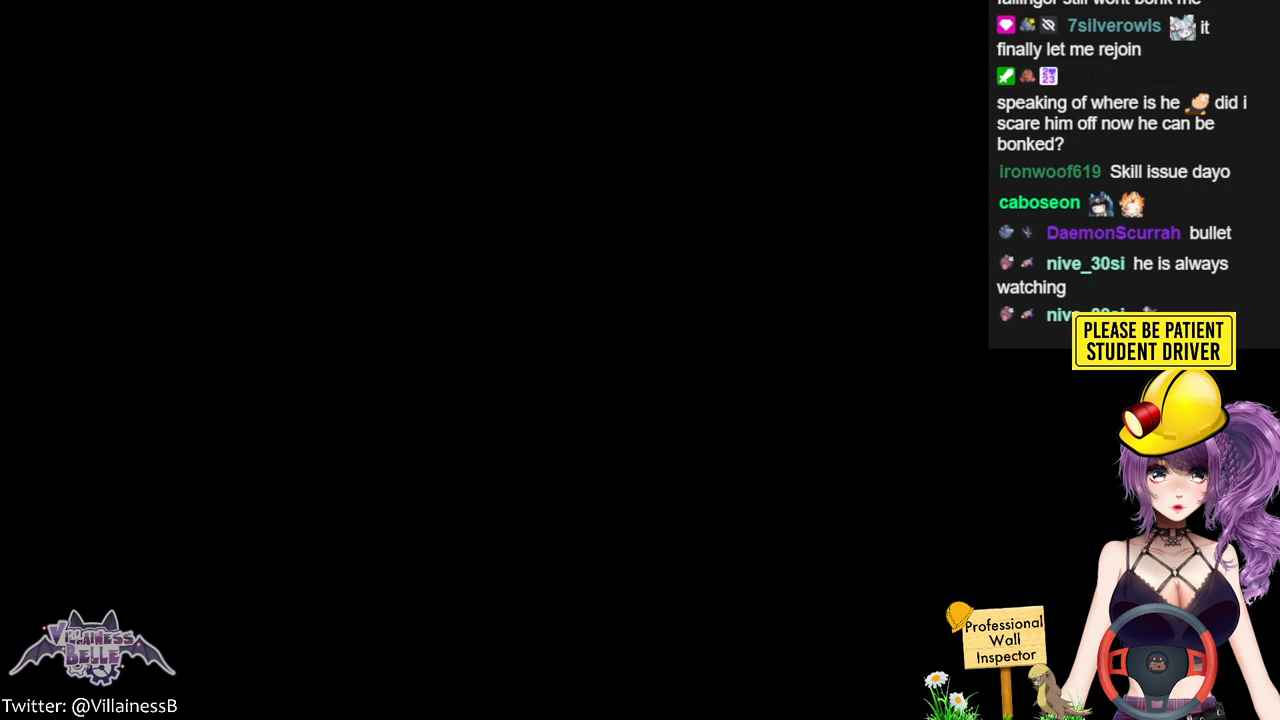 7silverowls it
finally let me rejoin
speaking of where is he did i
scare him off now he can be
bonked?
ironwoof619 Skill issue dayo
caboseon
DaemonScurrah bullet
nive_30si he is always
watching
PLEASE BE PATIENT
STUDENT DRIVER
Professional
Wall
Inspector
VILLAINESS
BELLE
Twitter: @VillainessB